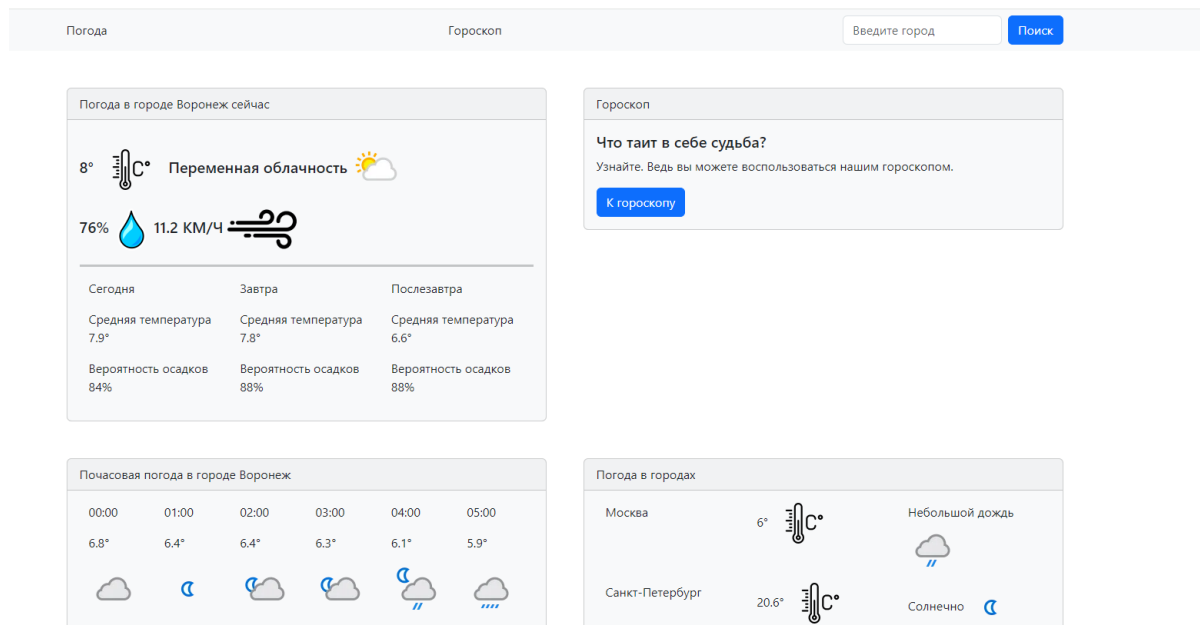 Погода Гороскоп Введите город Поиск
Погода в городе Воронеж сейчас
8° C° Переменная облачность
76% 11.2 КМ/Ч
Сегодня Завтра Послезавтра
Средняя температура Средняя температура Средняя температура
7.9° 7.8° 6.6°
Вероятность осадков Вероятность осадков Вероятность осадков
84% 88% 88%
Гороскоп
Что таит в себе судьба?
Узнайте. Ведь вы можете воспользоваться нашим гороскопом.
К гороскопу
Почасовая погода в городе Воронеж
00:00 01:00 02:00 03:00 04:00 05:00
6.8° 6.4° 6.4° 6.3° 6.1° 5.9°
Погода в городах
Москва 6° C° Небольшой дождь
Санкт-Петербург 20.6° C° Солнечно